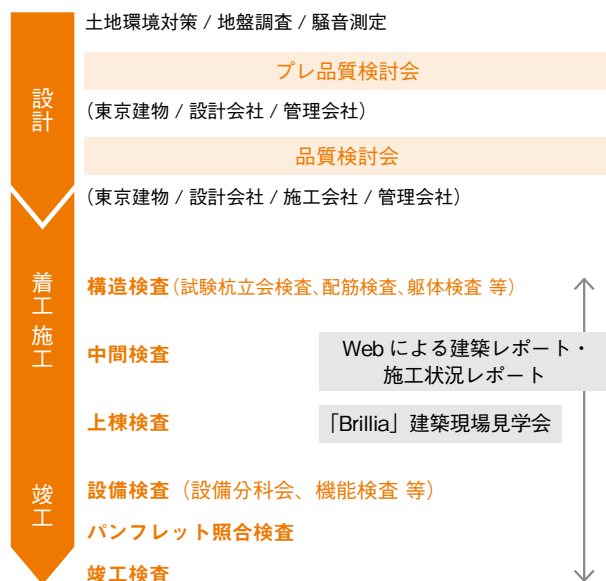 土地環境対策 / 地盤調査 / 騒音測定
設計
プレ品質検討会
（東京建物 / 設計会社 / 管理会社）
品質検討会
（東京建物 / 設計会社 / 施工会社 / 管理会社）
着工 施工
構造検査（試験杭立会検査、配筋検査、躯体検査 等）
中間検査
Web による建築レポート・
施工状況レポート
上棟検査
「Brillia」建築現場見学会
竣工
設備検査（設備分科会、機能検査 等）
パンフレット照合検査
竣工検査